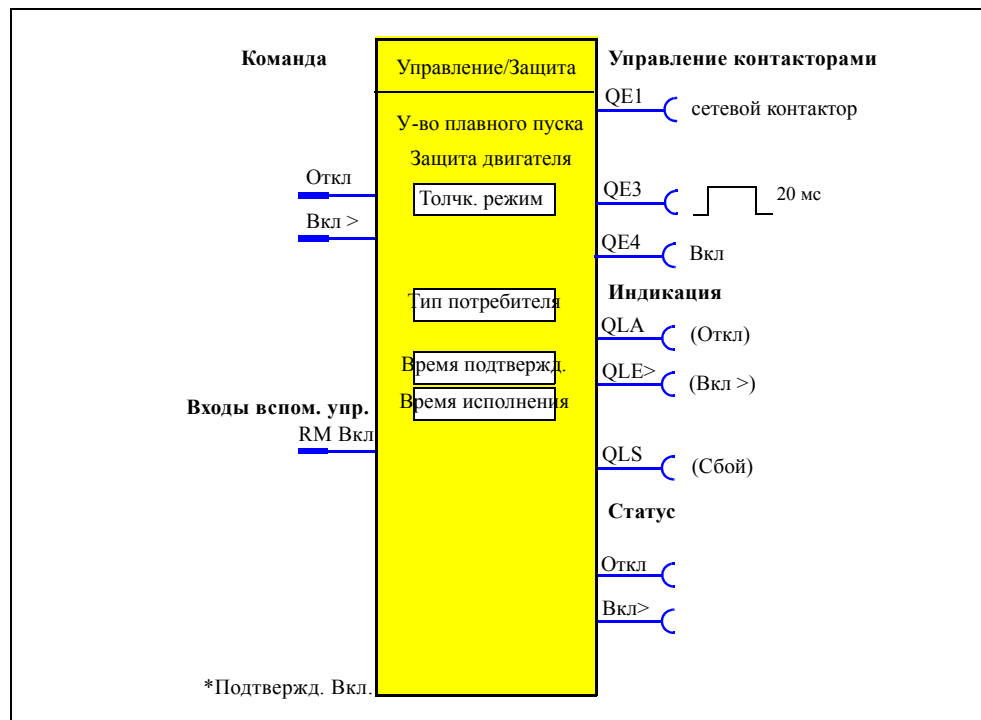 Команда
Управление/Защита
Управление контакторами
QE1
сетевой контактор
У-во плавного пуска
Защита двигателя
Откл
Толчк. режим
QE3
20 мс
Вкл >
QE4
Вкл
Тип потребителя
Индикация
QLA
(Откл)
Время подтвержд.
QLE>
(Вкл >)
Входы вспом. упр.
Время исполнения
RM Вкл
QLS
(Сбой)
Статус
Откл
Вкл>
*Подтвержд. Вкл.